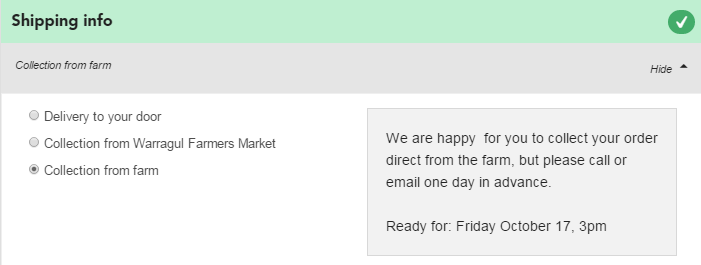 Shipping info
Collection from farm
Hide
Delivery to your door
Collection from Warragul Farmers Market
Collection from farm
We are happy  for you to collect your order
direct from the farm, but please call or
email one day in advance.
Ready for: Friday October 17, 3pm